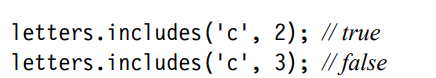 letters.includes('c', 2); // true
letters.includes('c', 3); // false